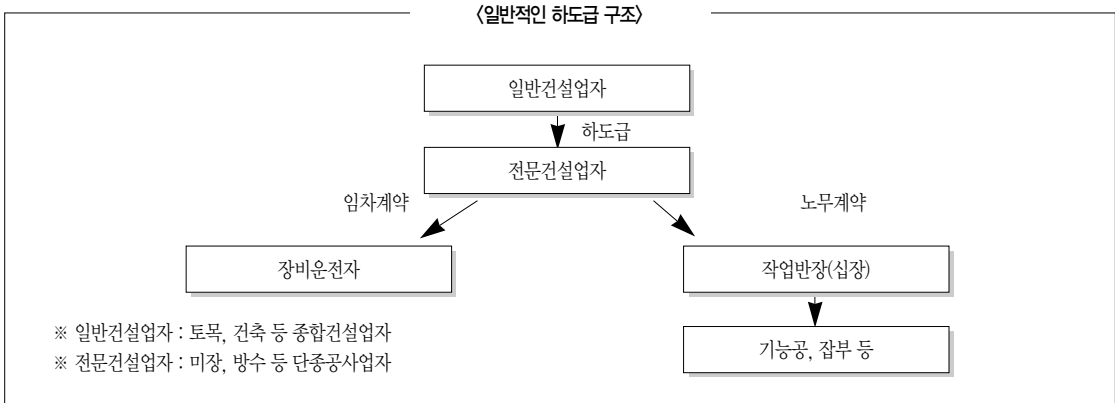 〈일반적인 하도급 구조〉
일반건설업자
하도급
전문건설업자
임차계약
노무계약
장비운전자
작업반장(십장)
기능공, 잡부 등
※ 일반건설업자 : 토목, 건축 등 종합건설업자
※ 전문건설업자 : 미장, 방수 등 단종공사업자